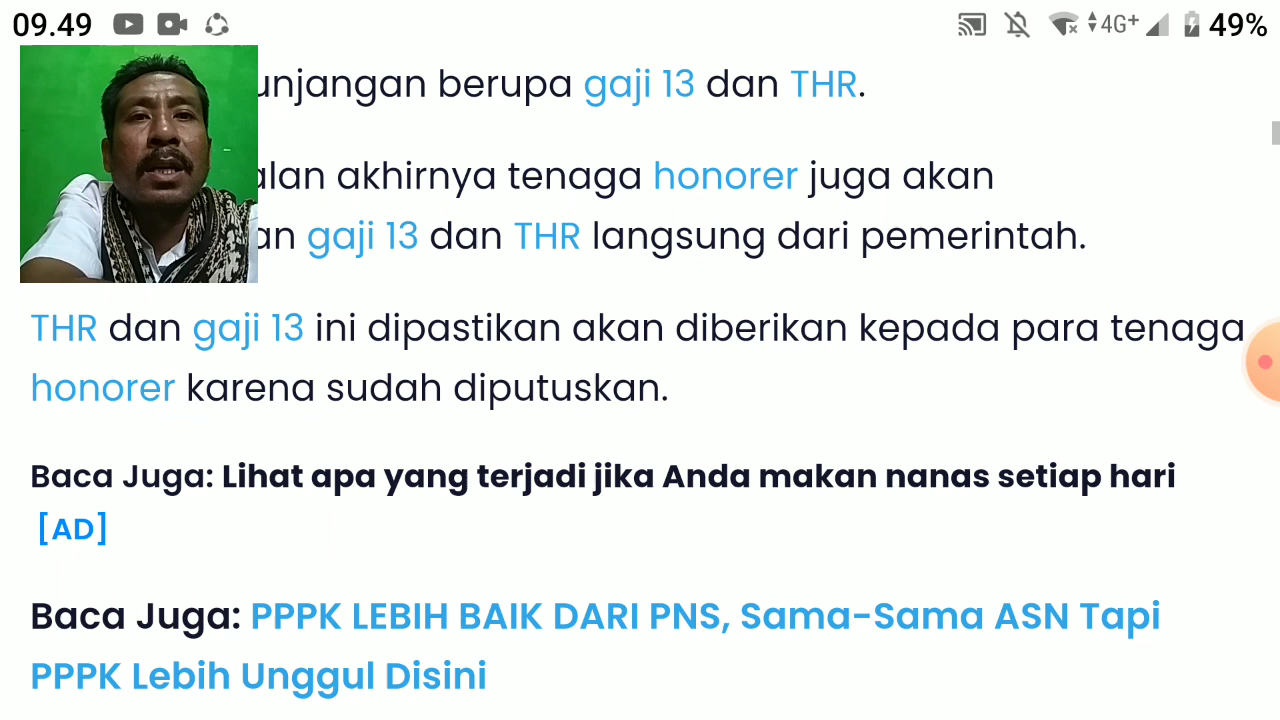 09.49 4G+ 49%
unjangan berupa gaji 13 dan THR.
alan akhirnya tenaga honorer juga akan
an gaji 13 dan THR langsung dari pemerintah.
THR dan gaji 13 ini dipastikan akan diberikan kepada para tenaga
honorer karena sudah diputuskan.
Baca Juga: Lihat apa yang terjadi jika Anda makan nanas setiap hari
[AD]
Baca Juga: PPPK LEBIH BAIK DARI PNS, Sama-Sama ASN Tapi
PPPK Lebih Unggul Disini